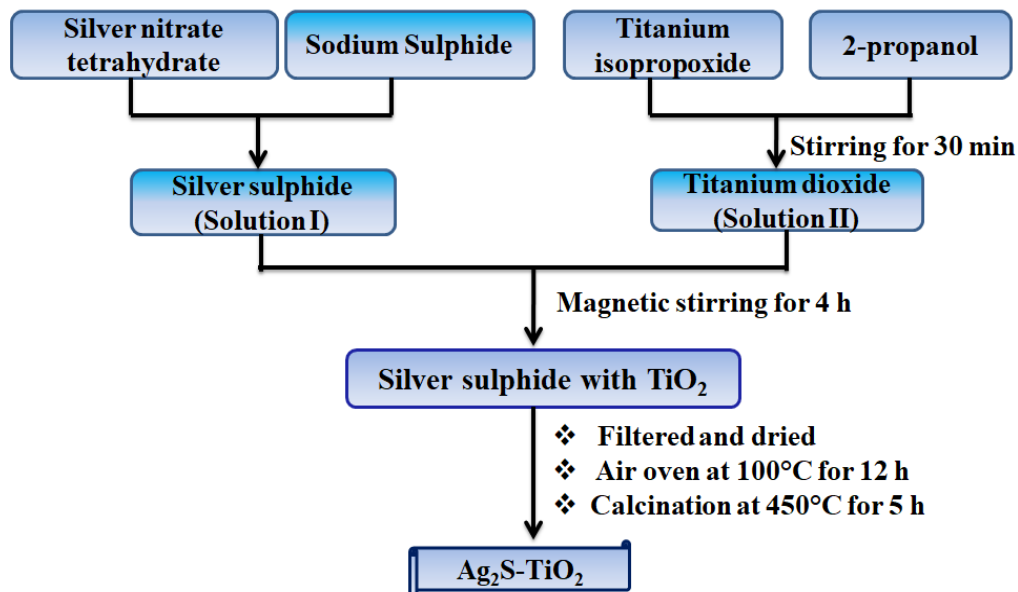 Silver nitrate
tetrahydrate
Sodium Sulphide
Titanium
isopropoxide
2-propanol
Stirring for 30 min
Silver sulphide
(Solution I)
Titanium dioxide
(Solution II)
Magnetic stirring for 4 h
Silver sulphide with TiO₂
❖ Filtered and dried
❖ Air oven at 100°C for 12 h
❖ Calcination at 450°C for 5 h
Ag₂S-TiO₂